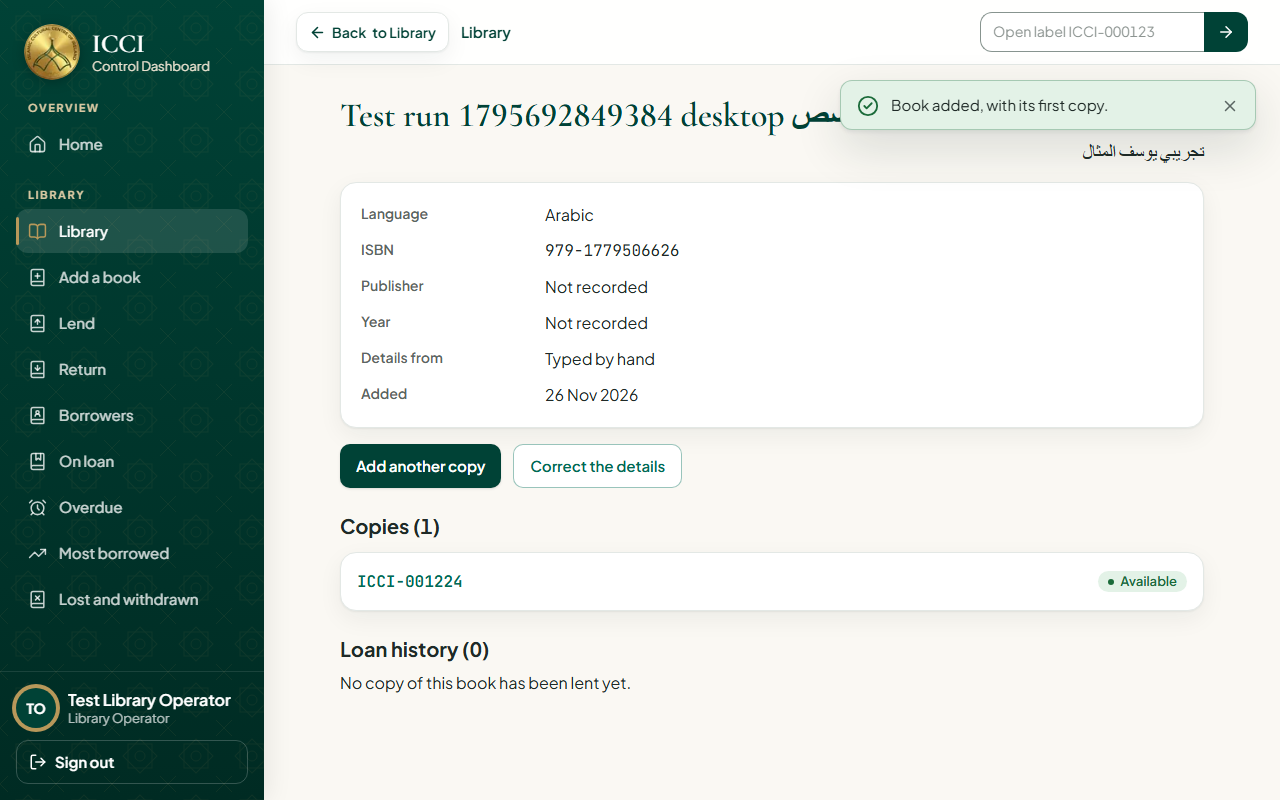 ICCI
Control Dashboard
OVERVIEW
Home
LIBRARY
Library
Add a book
Lend
Return
Borrowers
On loan
Overdue
Most borrowed
Lost and withdrawn
TO
Test Library Operator
Library Operator
Sign out
Back to Library
Library
Open label ICCI-000123
Book added, with its first copy.
Test run 1795692849384 desktop
تجريبي يوسف المثال
Language Arabic
ISBN 979-1779506626
Publisher Not recorded
Year Not recorded
Details from Typed by hand
Added 26 Nov 2026
Add another copy
Correct the details
Copies (1)
ICCI-001224
Available
Loan history (0)
No copy of this book has been lent yet.